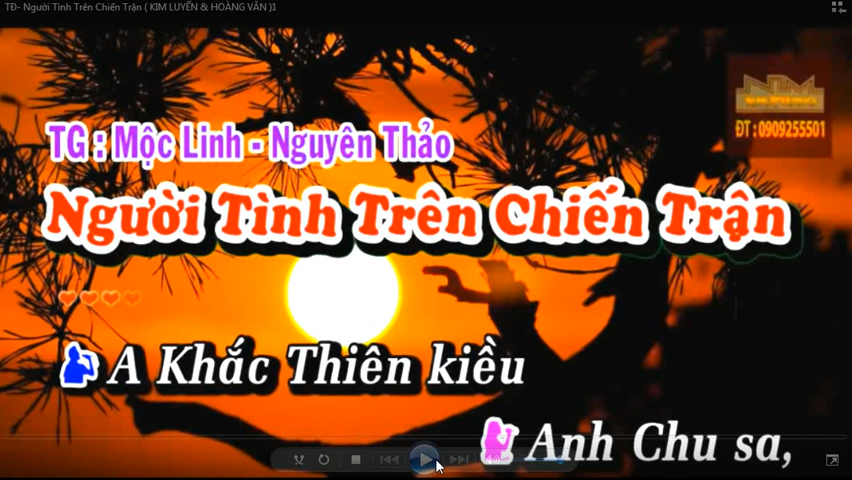 TĐ- Người Tình Trên Chiến Trận ( KIM LUYẾN & HOÀNG VĂN )1
ĐT : 0909255501
TG : Mộc Linh - Nguyên Thảo
Người Tình Trên Chiến Trận
A Khắc Thiên kiều
Anh Chu sa,